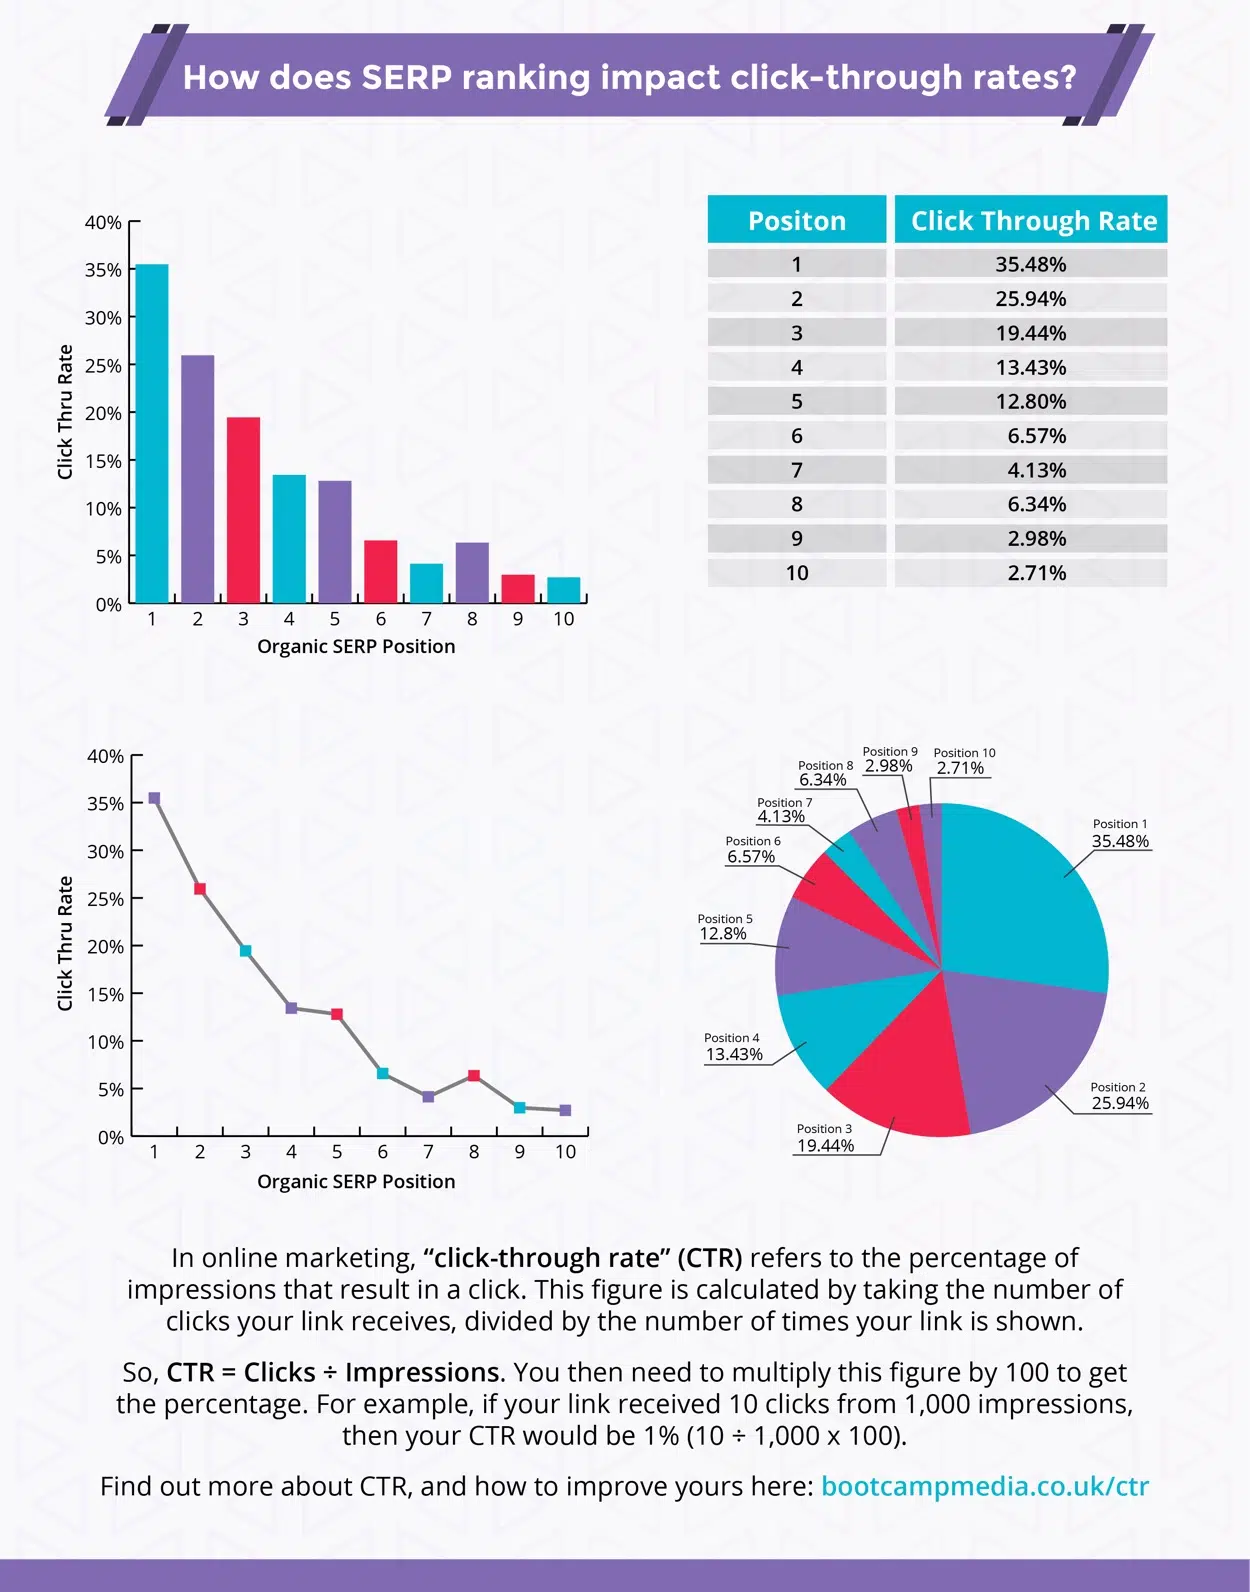 How does SERP ranking impact click-through rates?
40%
35%
30%
25%
20%
15%
10%
5%
0%
Click Thru Rate
1 2 3 4 5 6 7 8 9 10
Organic SERP Position
Positon Click Through Rate
1 35.48%
2 25.94%
3 19.44%
4 13.43%
5 12.80%
6 6.57%
7 4.13%
8 6.34%
9 2.98%
10 2.71%
40%
35%
30%
25%
20%
15%
10%
5%
0%
Click Thru Rate
1 2 3 4 5 6 7 8 9 10
Organic SERP Position
Position 1
35.48%
Position 2
25.94%
Position 3
19.44%
Position 4
13.43%
Position 5
12.8%
Position 6
6.57%
Position 7
4.13%
Position 8
6.34%
Position 9
2.98%
Position 10
2.71%
In online marketing, “click-through rate” (CTR) refers to the percentage of
impressions that result in a click. This figure is calculated by taking the number of
clicks your link receives, divided by the number of times your link is shown.
So, CTR = Clicks ÷ Impressions. You then need to multiply this figure by 100 to get
the percentage. For example, if your link received 10 clicks from 1,000 impressions,
then your CTR would be 1% (10 ÷ 1,000 x 100).
Find out more about CTR, and how to improve yours here: bootcampmedia.co.uk/ctr